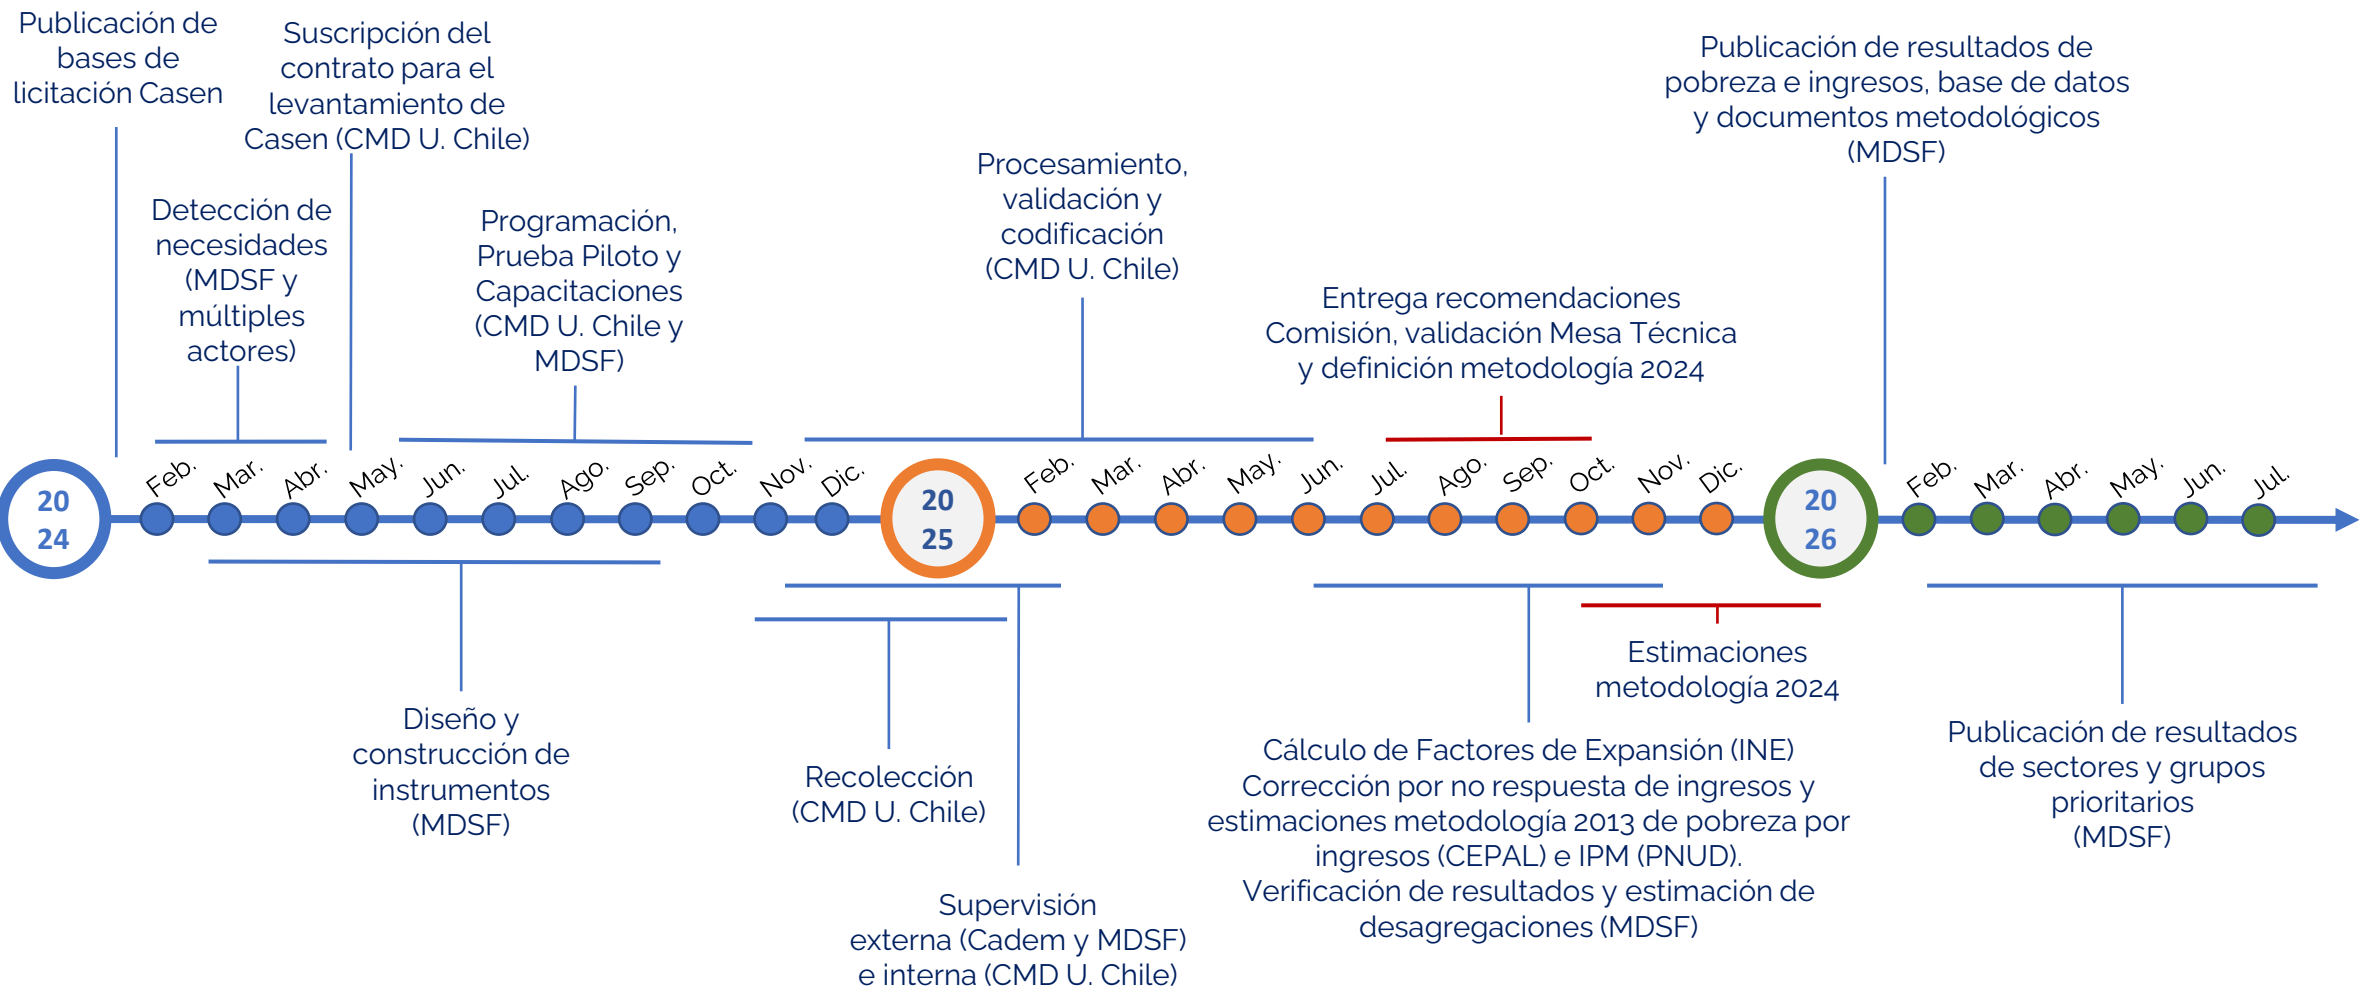 Publicación de
bases de
licitación Casen
Suscripción del
contrato para el
levantamiento de
Casen (CMD U. Chile)
Detección de
necesidades
(MDSF y
múltiples
actores)
Programación,
Prueba Piloto y
Capacitaciones
(CMD U. Chile y
MDSF)
Procesamiento,
validación y
codificación
(CMD U. Chile)
Entrega recomendaciones
Comisión, validación Mesa Técnica
y definición metodología 2024
Publicación de resultados de
pobreza e ingresos, base de datos
y documentos metodológicos
(MDSF)
20
24
Feb.
Mar.
Abr.
May.
Jun.
Jul.
Ago.
Sep.
Oct.
Nov.
Dic.
20
25
Feb.
Mar.
Abr.
May.
Jun.
Jul.
Ago.
Sep.
Oct.
Nov.
Dic.
20
26
Feb.
Mar.
Abr.
May.
Jun.
Jul.
Diseño y
construcción de
instrumentos
(MDSF)
Recolección
(CMD U. Chile)
Supervisión
externa (Cadem y MDSF)
e interna (CMD U. Chile)
Cálculo de Factores de Expansión (INE)
Corrección por no respuesta de ingresos y
estimaciones metodología 2013 de pobreza por
ingresos (CEPAL) e IPM (PNUD).
Verificación de resultados y estimación de
desagregaciones (MDSF)
Estimaciones
metodología 2024
Publicación de resultados
de sectores y grupos
prioritarios
(MDSF)